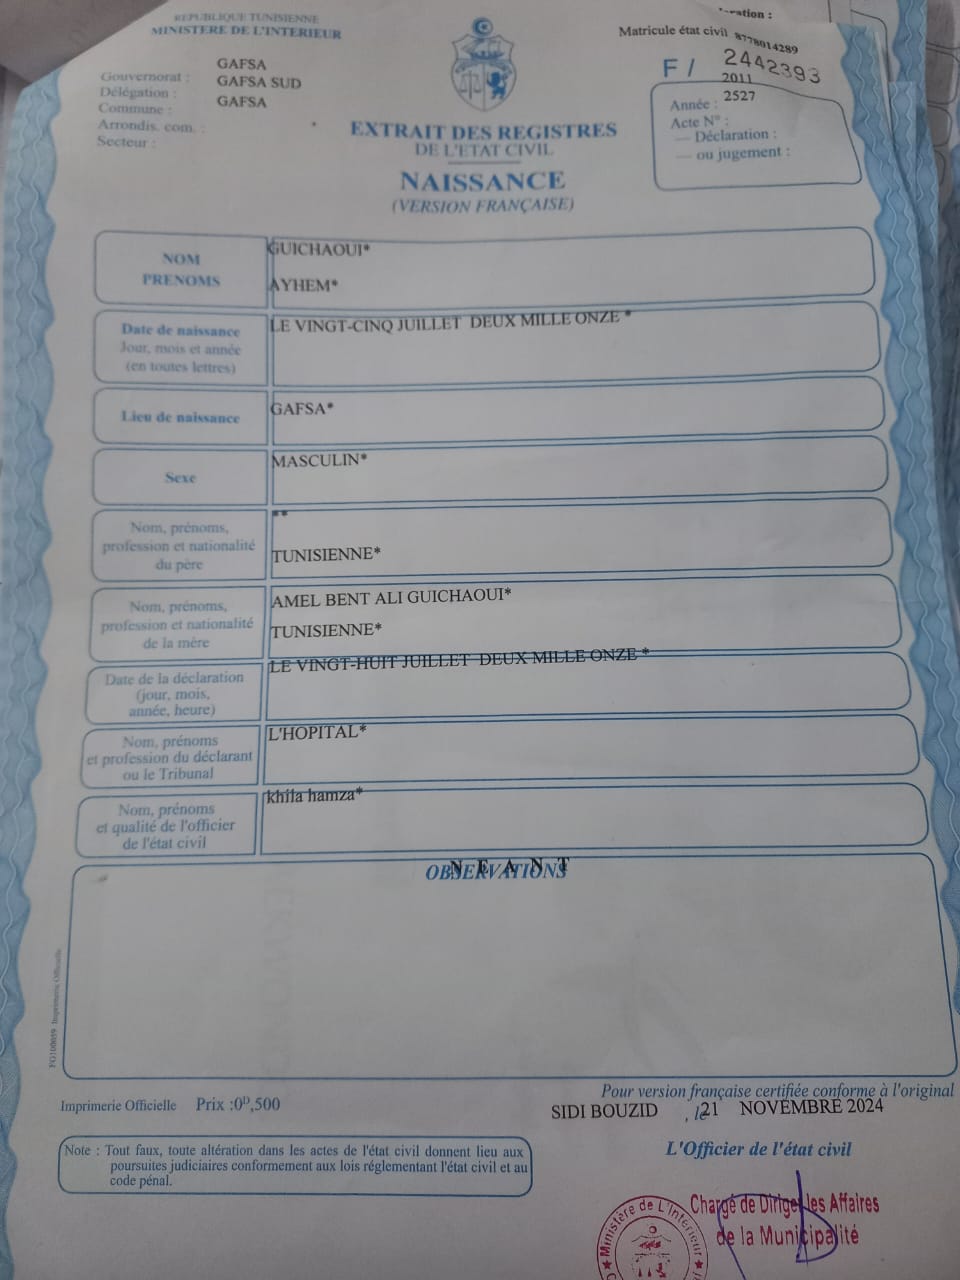 REPUBLIQUE TUNISIENNE
MINISTERE DE L'INTERIEUR
Matricule état civil 8778014289
F / 2442393
Gouvernorat : GAFSA
Délégation : GAFSA SUD
Commune : GAFSA
Arrondis. com. :
Secteur :
2011
Année : 2527
Acte N° :
— Déclaration :
— ou jugement :
EXTRAIT DES REGISTRES
DE L'ETAT CIVIL
NAISSANCE
(VERSION FRANÇAISE)
NOM GUICHAOUI*
PRENOMS AYHEM*
Date de naissance LE VINGT-CINQ JUILLET DEUX MILLE ONZE *
Jour, mois et année
(en toutes lettres)
Lieu de naissance GAFSA*
Sexe MASCULIN*
Nom, prénoms, **
profession et nationalité
du père TUNISIENNE*
Nom, prénoms, AMEL BENT ALI GUICHAOUI*
profession et nationalité TUNISIENNE*
de la mère
Date de la déclaration LE VINGT-HUIT JUILLET DEUX MILLE ONZE *
(jour, mois,
année, heure)
Nom, prénoms L'HOPITAL*
et profession du déclarant
ou le Tribunal
Nom, prénoms khila hamza*
et qualité de l'officier
de l'état civil
OBSERVATIONS
N E A N T
FG100059 Imprimerie Officielle
Imprimerie Officielle Prix :0ᴰ,500
Pour version française certifiée conforme à l'original
SIDI BOUZID , le 21 NOVEMBRE 2024
L'Officier de l'état civil
Note : Tout faux, toute altération dans les actes de l'état civil donnent lieu aux
poursuites judiciaires conformement aux lois réglementant l'état civil et au
code pénal.
Chargé de Diriger les Affaires
de la Municipalité
Ministère de L'Intérieur